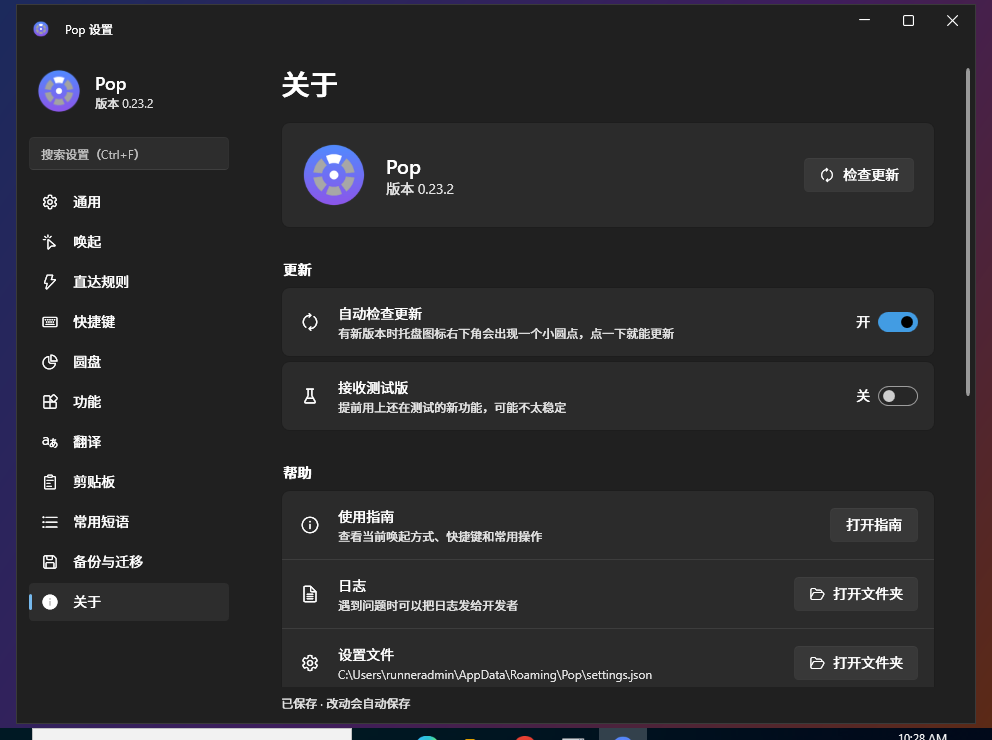 Pop 设置
Pop
版本 0.23.2
搜索设置（Ctrl+F）
通用
唤起
直达规则
快捷键
圆盘
功能
翻译
剪贴板
常用短语
备份与迁移
关于
关于
Pop
版本 0.23.2
检查更新
更新
自动检查更新
有新版本时托盘图标右下角会出现一个小圆点，点一下就能更新
开
接收测试版
提前用上还在测试的新功能，可能不太稳定
关
帮助
使用指南
查看当前唤起方式、快捷键和常用操作
打开指南
日志
遇到问题时可以把日志发给开发者
打开文件夹
设置文件
C:\Users\runneradmin\AppData\Roaming\Pop\settings.json
打开文件夹
已保存 · 改动会自动保存
10:28 AM